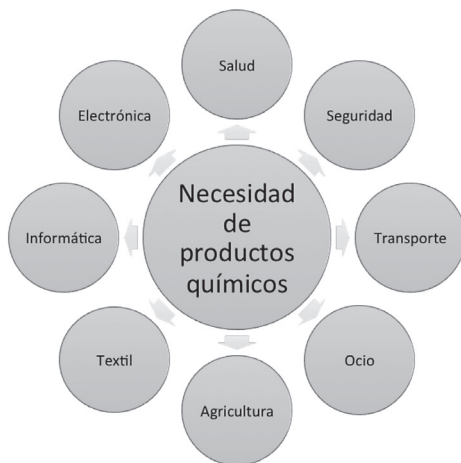 Salud
Electrónica
Seguridad
Necesidad
de
productos
químicos
Informática
Transporte
Textil
Ocio
Agricultura